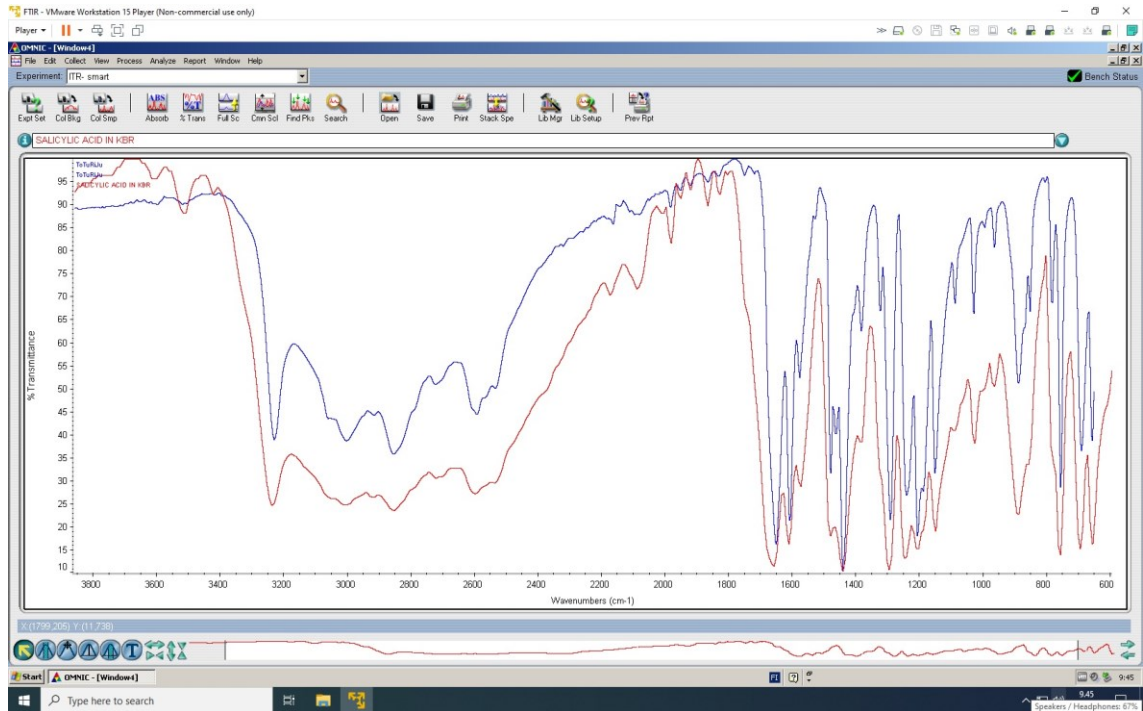 FTIR - VMware Workstation 15 Player (Non-commercial use only)
Player
OMNIC - [Window4]
File Edit Collect View Process Analyze Report Window Help
Experiment: ITR- smart
Bench Status
Expt Set Col Bkg Col Smp Absorb % Trans Full Sc Cmn Scl Find Pks Search Open Save Print Stack Spe Lib Mgr Lib Setup Prev Rpt
ABS %T
SALICYLIC ACID IN KBR
ToTuRUu
ToTuRUu
SALICYLIC ACID IN KBR
95
90
85
80
75
70
65
60
55
50
45
40
35
30
25
20
15
10
% Transmittance
3800 3600 3400 3200 3000 2800 2600 2400 2200 2000 1800 1600 1400 1200 1000 800 600
Wavenumbers (cm-1)
X:(1799,205) Y:(11,738)
T
Start OMNIC - [Window4] FI 9:45
Type here to search 9.45
Speakers / Headphones: 67%